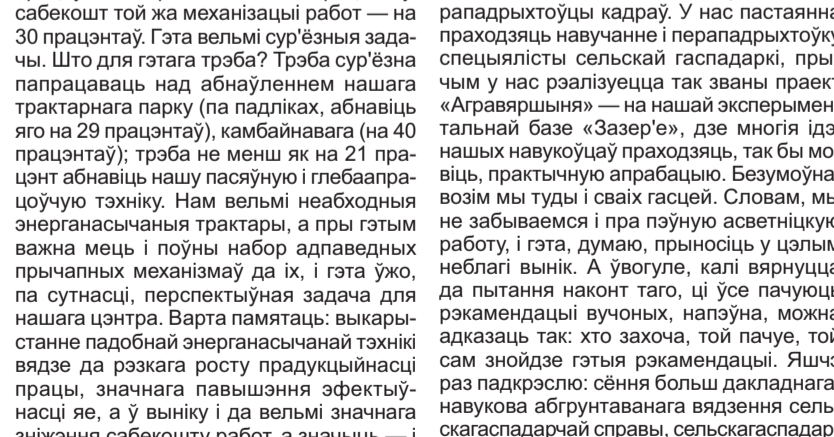 сабекошт той жа механізацыі работ — на
30 працэнтаў. Гэта вельмі сур'ёзныя зада-
чы. Што для гэтага трэба? Трэба сур'ёзна
папрацаваць над абнаўленнем нашага
трактарнага парку (па падліках, абнавіць
яго на 29 працэнтаў), камбайнавага (на 40
працэнтаў); трэба не менш як на 21 пра-
цэнт абнавіць нашу пасяўную і глебаапра-
цоўчую тэхніку. Нам вельмі неабходныя
энерганасычаныя трактары, а пры гэтым
важна мець і поўны набор адпаведных
прычапных механізмаў да іх, і гэта ўжо,
па сутнасці, перспектыўная задача для
нашага цэнтра. Варта памятаць: выкары-
станне падобнай энерганасычанай тэхнікі
вядзе да рэзкага росту прадукцыйнасці
працы, значнага павышэння эфектыў-
насці яе, а ў выніку і да вельмі значнага
зніжэння сабекошту работ, а значыць — і
рападрыхтоўцы кадраў. У нас пастаянна
праходзяць навучанне і перападрыхтоўку
спецыялісты сельскай гаспадаркі, пры
чым у нас рэалізуецца так званы праект
«Агравяршыня» — на нашай эксперымен
тальнай базе «Зазер'е», дзе многія ідэі
нашых навукоўцаў праходзяць, так бы мо
віць, практычную апрабацыю. Безумоўна
возім мы туды і сваіх гасцей. Словам, мы
не забываемся і пра пэўную асветніцкую
работу, і гэта, думаю, прыносіць у цэлым
неблагі вынік. А ўвогуле, калі вярнуцца
да пытання наконт таго, ці ўсе пачуюць
рэкамендацыі вучоных, напэўна, можна
адказаць так: хто захоча, той пачуе, той
сам знойдзе гэтыя рэкамендацыі. Яшчэ
раз падкрэслю: сёння больш дакладнага
навукова абгрунтаванага вядзення сель
скагаспадарчай справы, сельскагаспадар